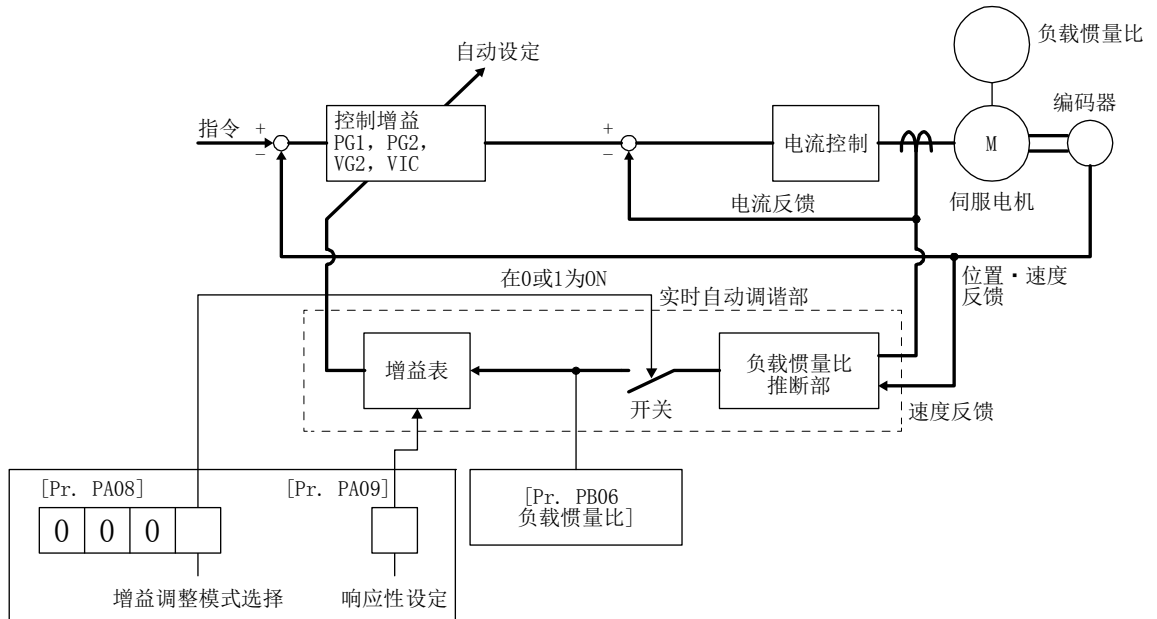 负载惯量比
自动设定
编码器
指令
+
−
控制增益
PG1, PG2,
VG2, VIC
+
−
电流控制
M
伺服电机
电流反馈
位置・速度
反馈
在0或1为ON
实时自动调谐部
增益表
开关
负载惯量比
推断部
速度反馈
[Pr. PA08]
[Pr. PA09]
0 0 0
增益调整模式选择
响应性设定
[Pr. PB06
负载惯量比]